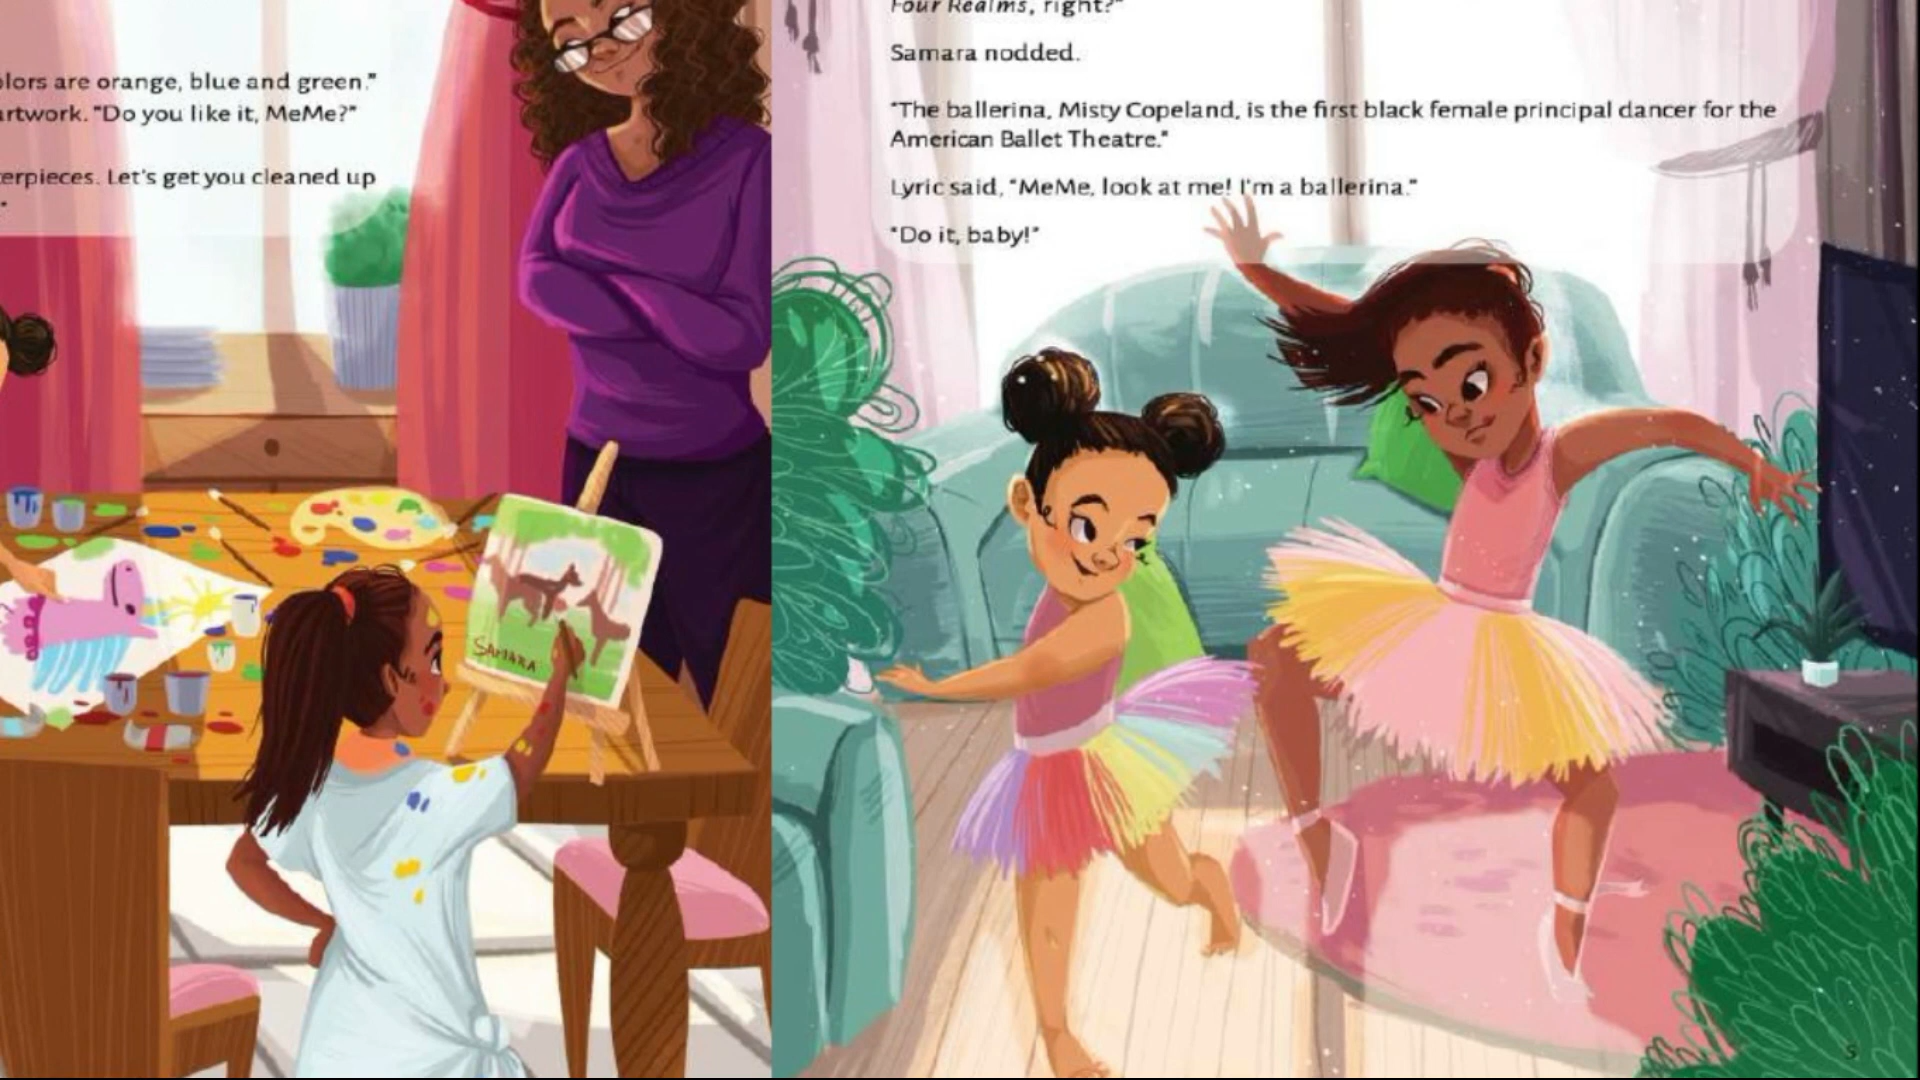 olors are orange, blue and green."
artwork. "Do you like it, MeMe?"
terpieces. Let's get you cleaned up
"
SAMARA
Four Realms, right?"
Samara nodded.
"The ballerina, Misty Copeland, is the first black female principal dancer for the
American Ballet Theatre."
Lyric said, "MeMe, look at me! I'm a ballerina."
"Do it, baby!"
5